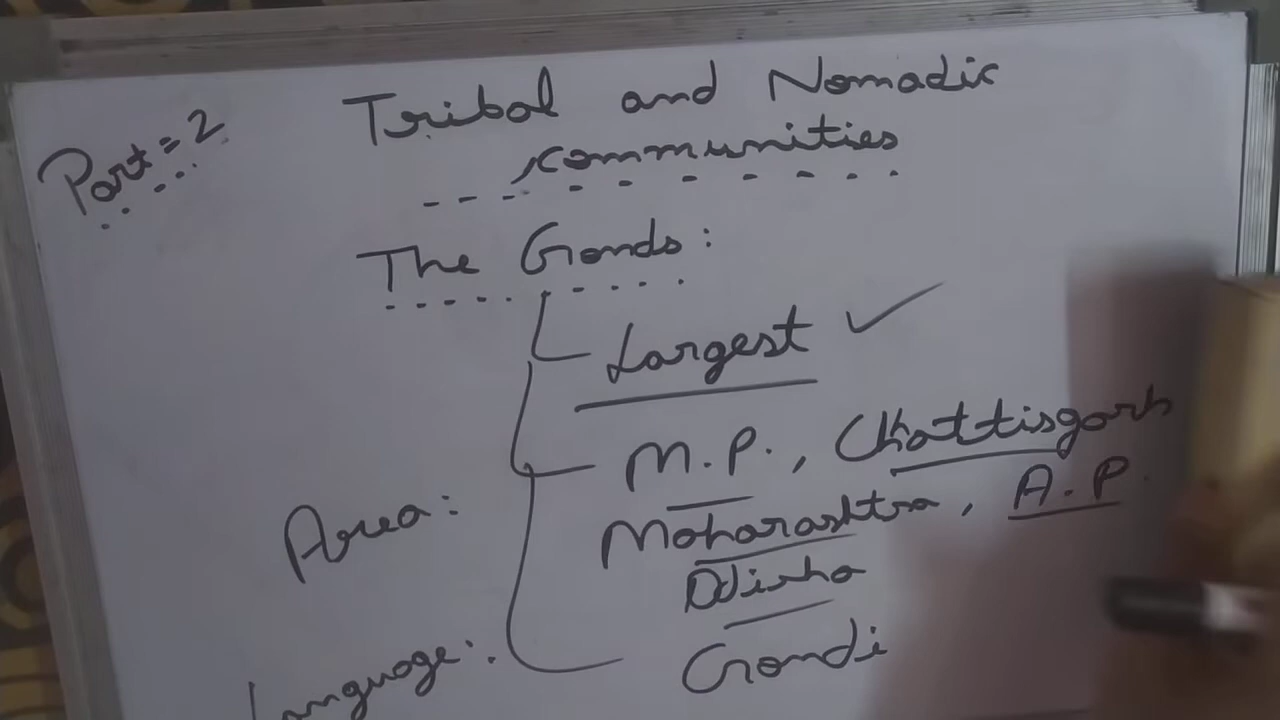 Part = 2
Tribal and Nomadic
communities
The Gonds:
Largest ✓
Area: M.P., Chattisgarh
Maharashtra, A.P.
Odisha
Language: Gondi